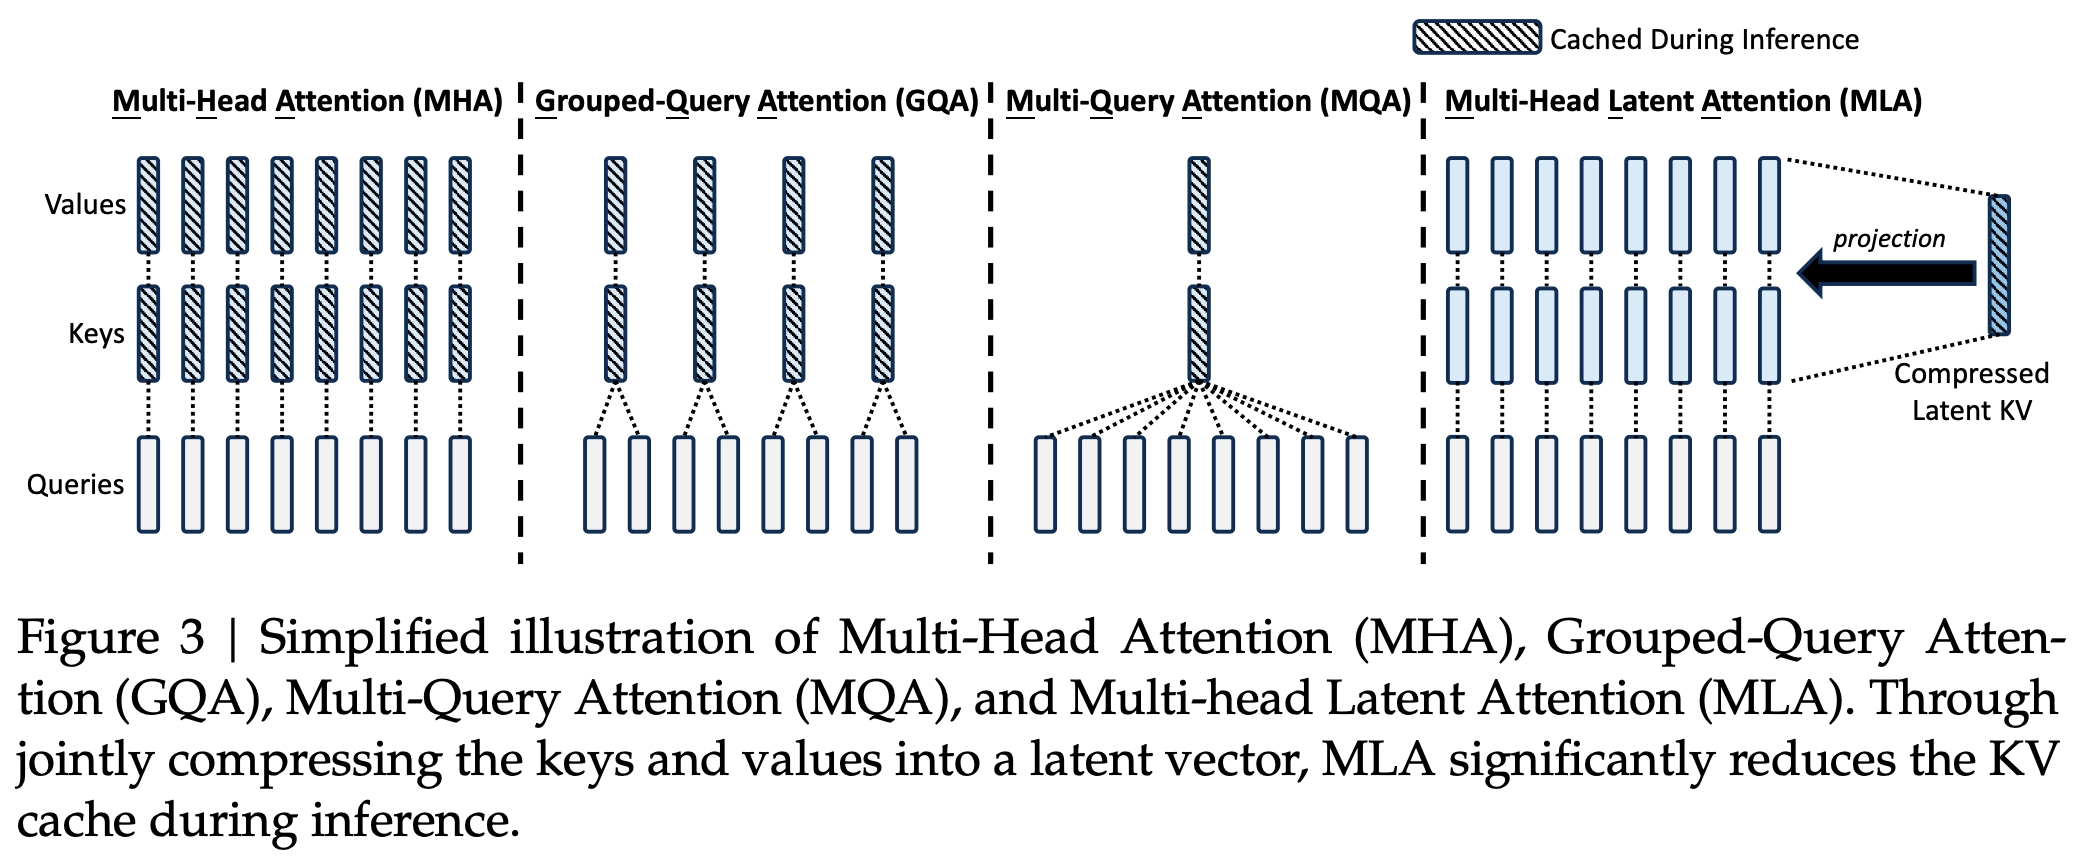 Cached During Inference
Multi-Head Attention (MHA)
Grouped-Query Attention (GQA)
Multi-Query Attention (MQA)
Multi-Head Latent Attention (MLA)
Values
Keys
Queries
projection
Compressed
Latent KV
Figure 3 | Simplified illustration of Multi-Head Attention (MHA), Grouped-Query Atten-
tion (GQA), Multi-Query Attention (MQA), and Multi-head Latent Attention (MLA). Through
jointly compressing the keys and values into a latent vector, MLA significantly reduces the KV
cache during inference.